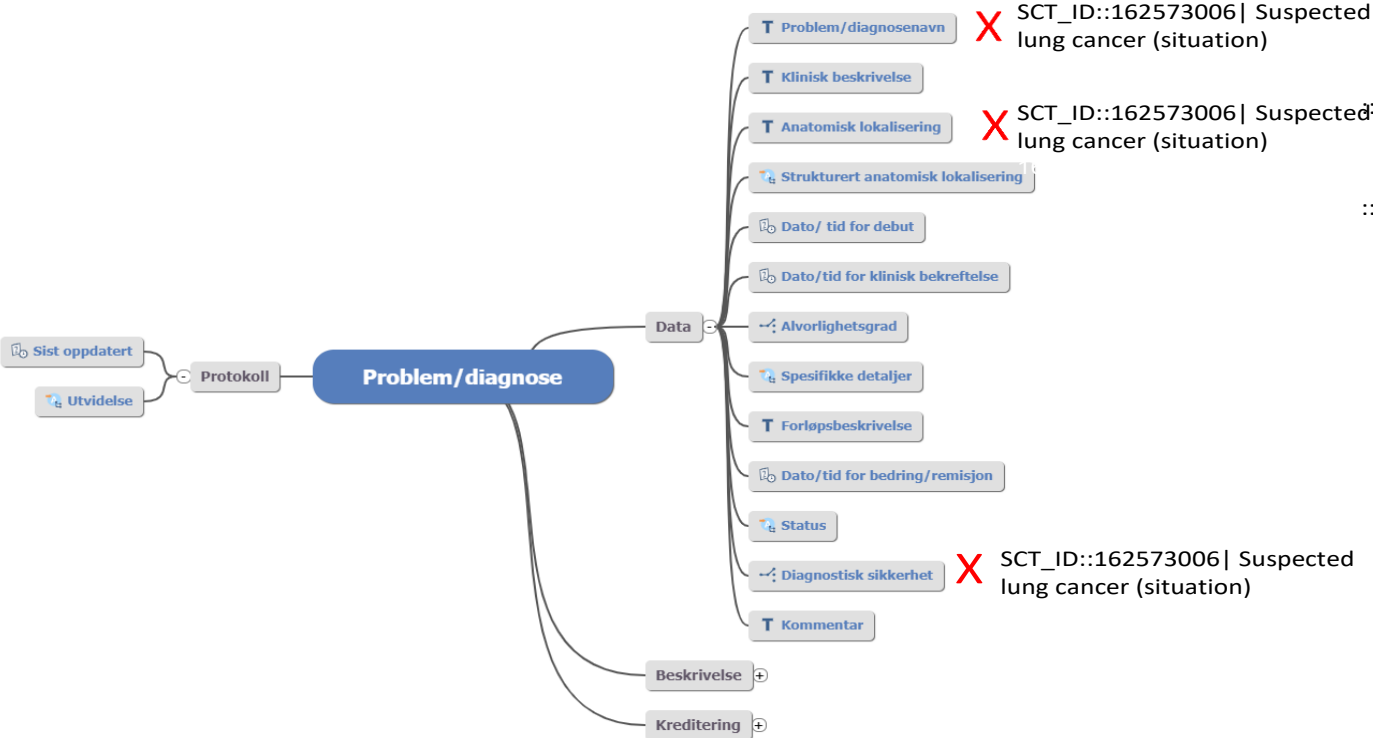 SCT_ID::162573006| Suspected
lung cancer (situation)
T Problem/diagnosenavn
X
T Klinisk beskrivelse
SCT_ID::162573006| Suspected
lung cancer (situation)
T Anatomisk lokalisering
X
Strukturert anatomisk lokalisering
Dato/ tid for debut
::
Dato/tid for klinisk bekreftelse
Data
Alvorlighetsgrad
Sist oppdatert
Protokoll
Problem/diagnose
Spesifikke detaljer
Utvidelse
T Forløpsbeskrivelse
Dato/tid for bedring/remisjon
Status
SCT_ID::162573006| Suspected
lung cancer (situation)
Diagnostisk sikkerhet
X
T Kommentar
Beskrivelse
Kreditering